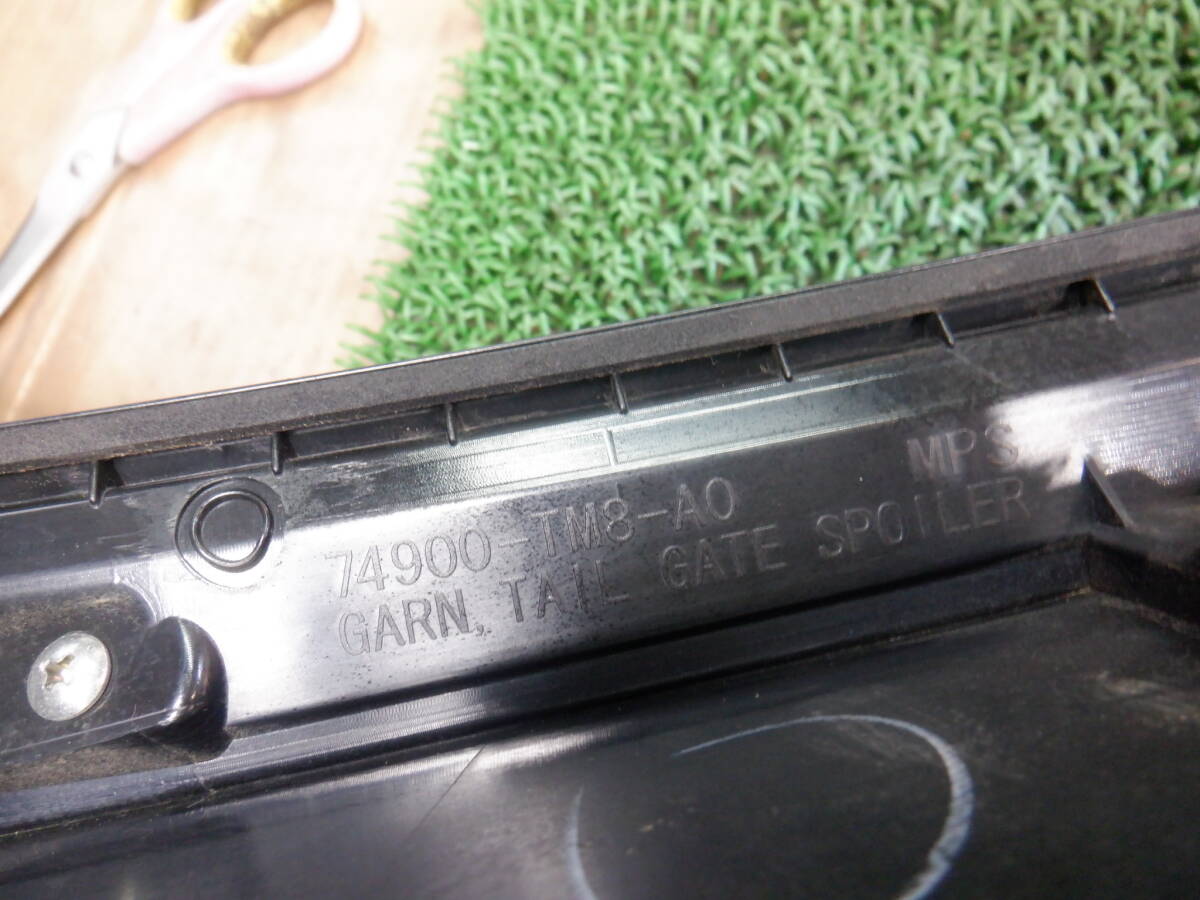 MPS
74900-TM8-A0
GARN, TAIL GATE SPOILER